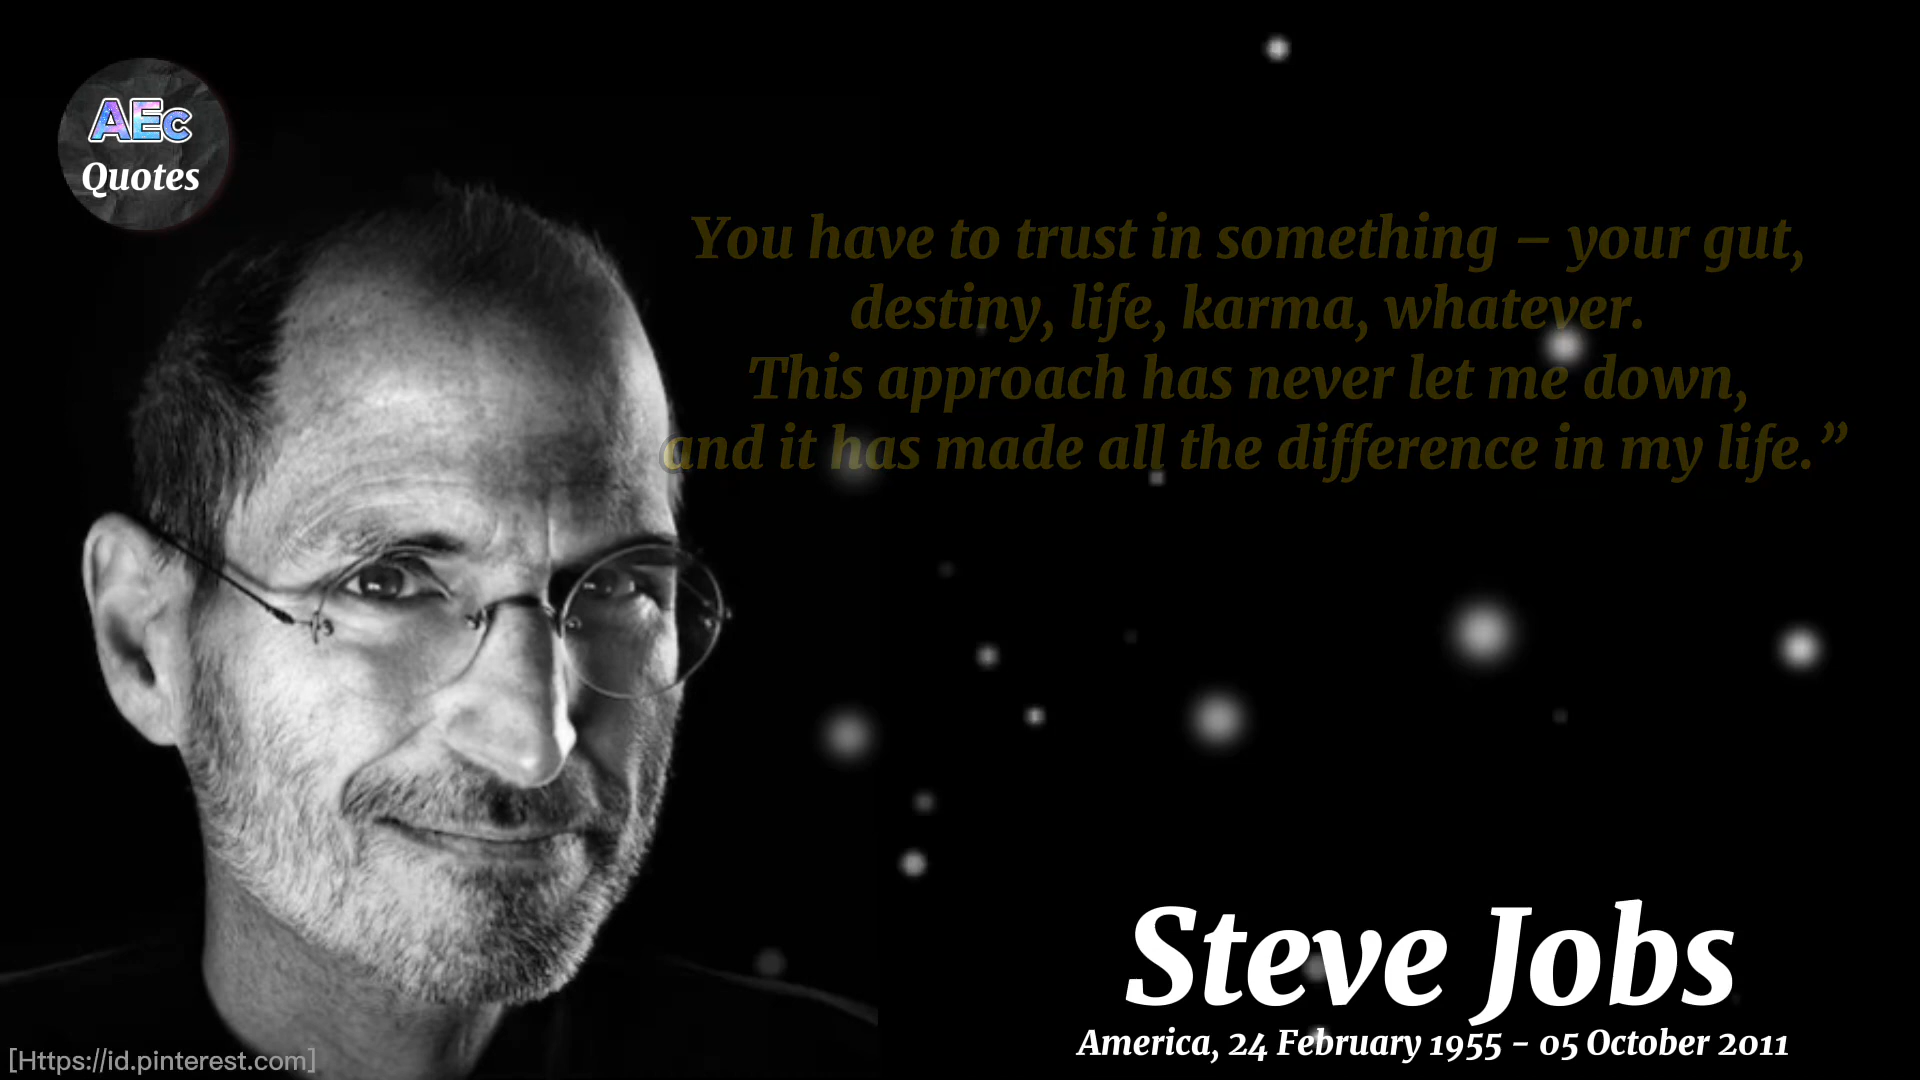 AEc
Quotes
You have to trust in something – your gut,
destiny, life, karma, whatever.
This approach has never let me down,
and it has made all the difference in my life.”
Steve Jobs
America, 24 February 1955 - 05 October 2011
[Https://id.pinterest.com]